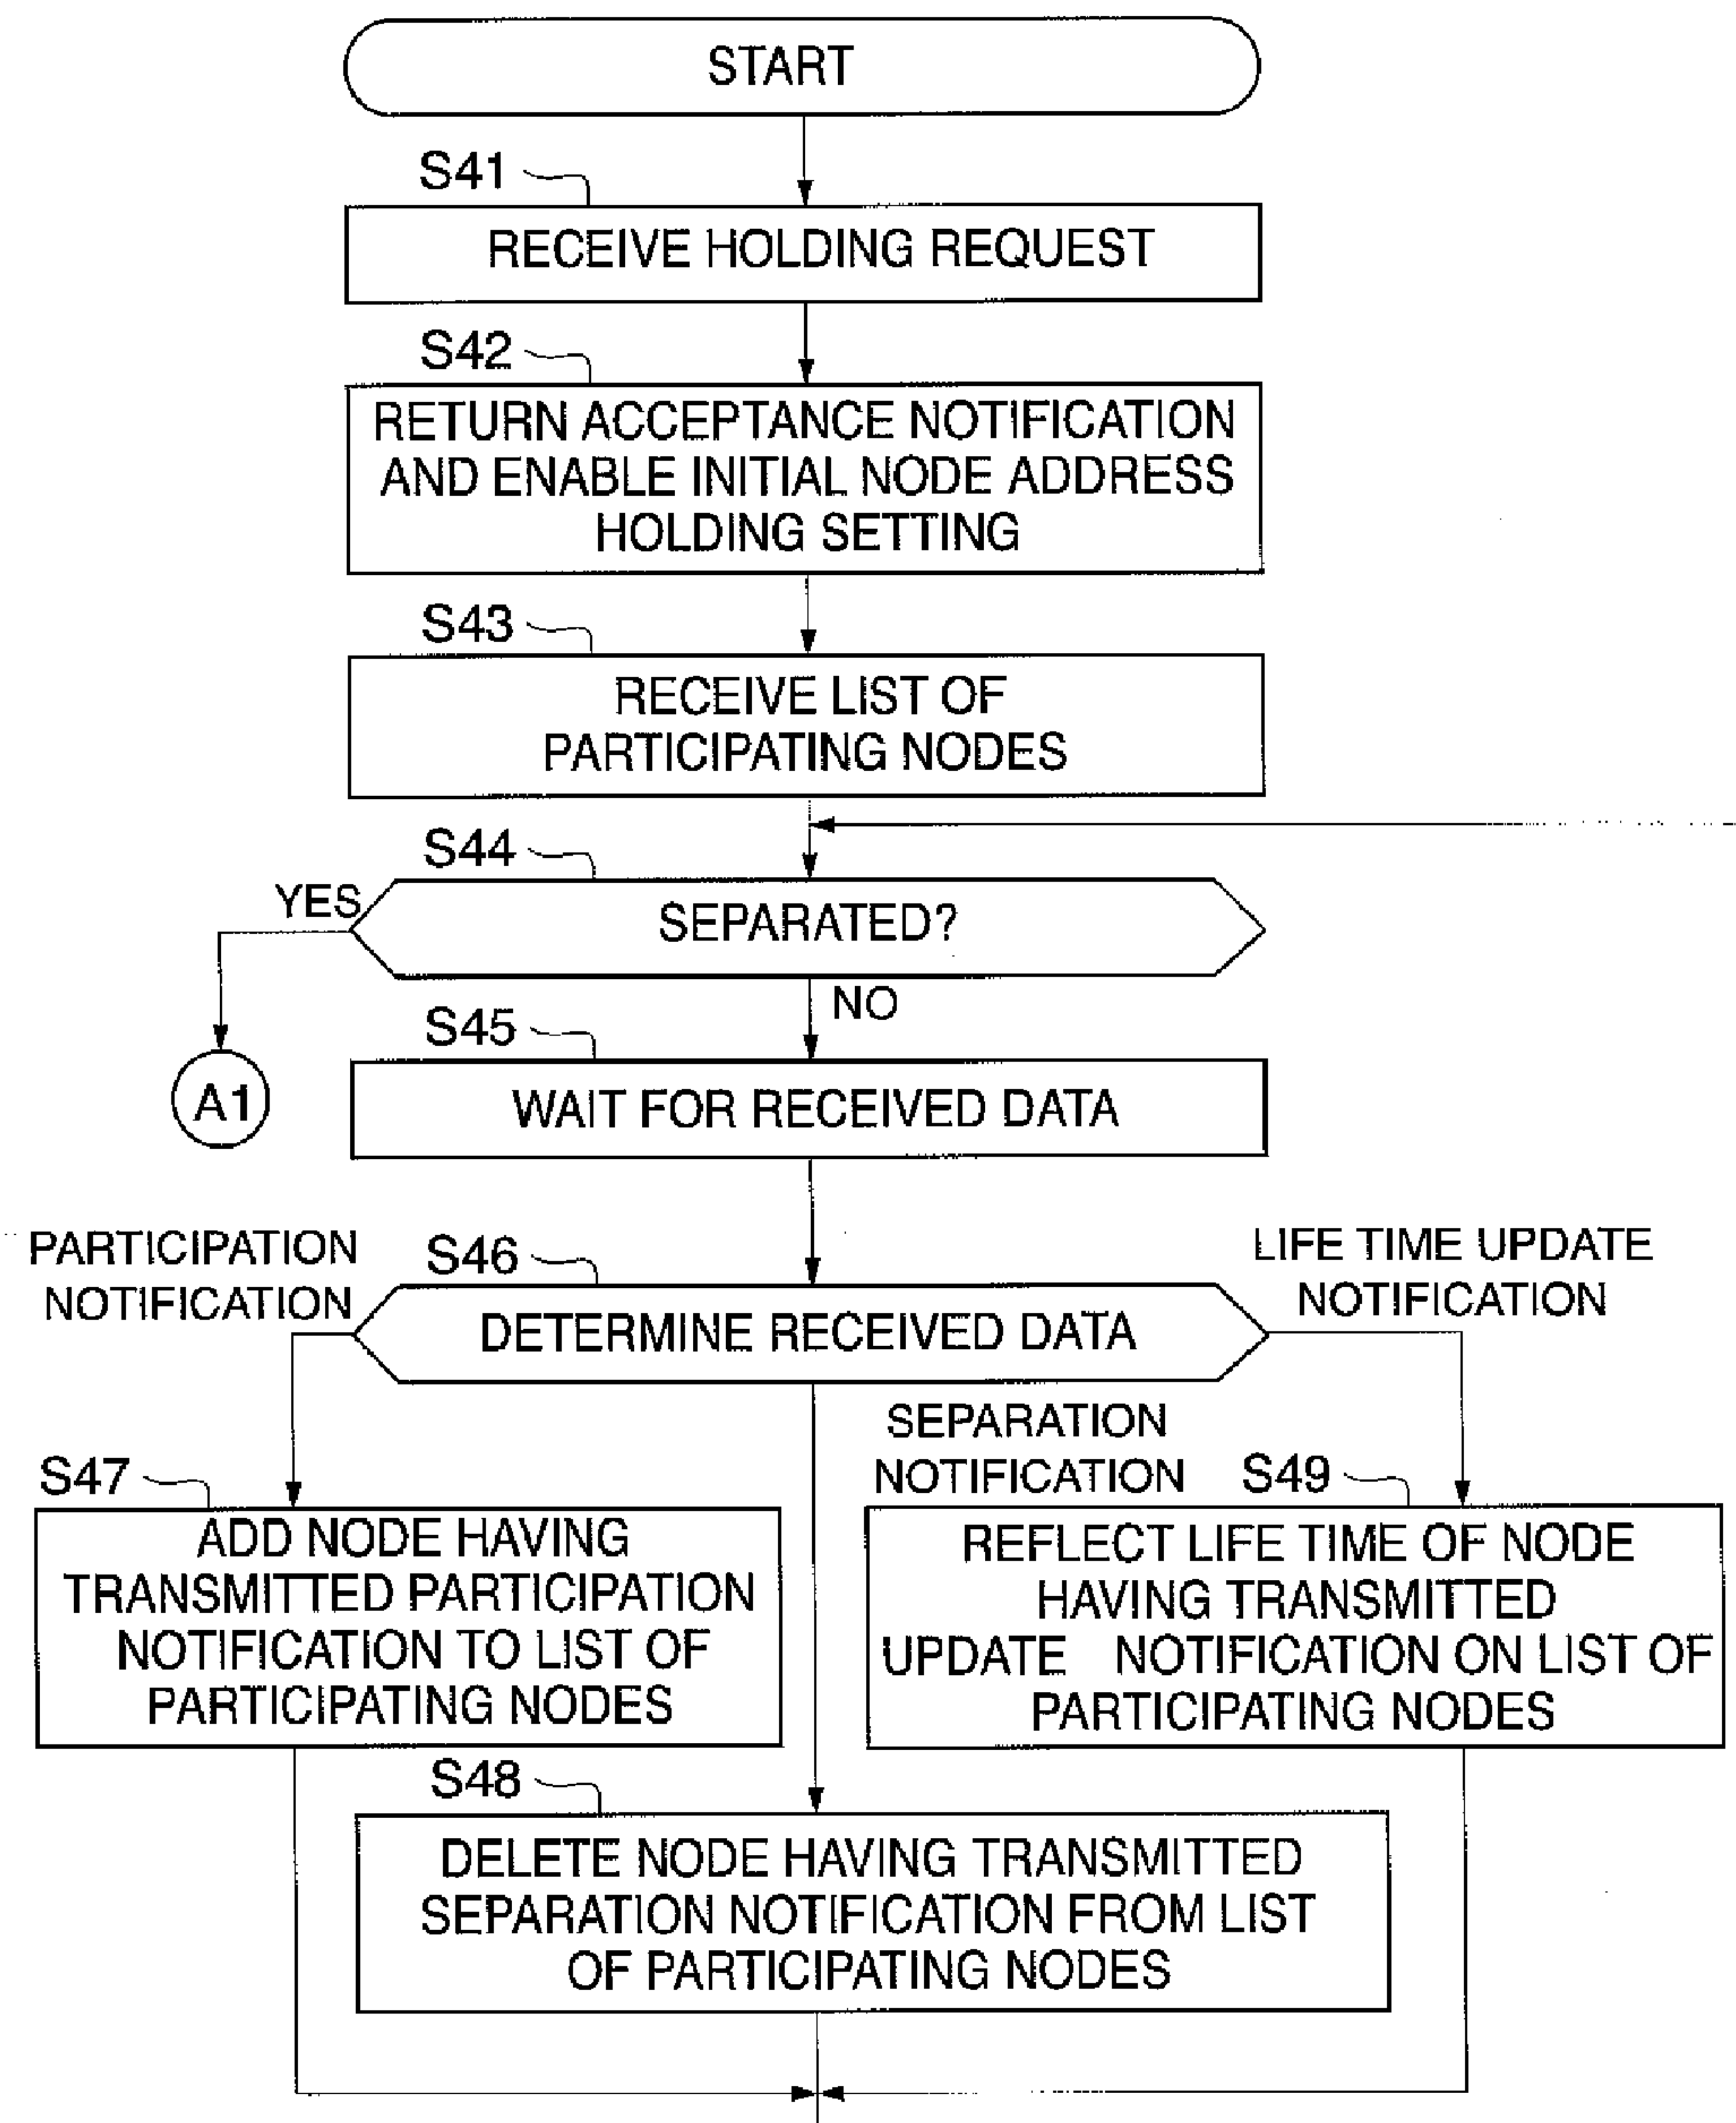 START
S41
RECEIVE HOLDING REQUEST
S42
RETURN ACCEPTANCE NOTIFICATION
AND ENABLE INITIAL NODE ADDRESS
HOLDING SETTING
S43
RECEIVE LIST OF
PARTICIPATING NODES
S44
YES
SEPARATED?
NO
S45
A1
WAIT FOR RECEIVED DATA
PARTICIPATION
NOTIFICATION
S46
LIFE TIME UPDATE
NOTIFICATION
DETERMINE RECEIVED DATA
SEPARATION
NOTIFICATION
S47
ADD NODE HAVING
TRANSMITTED PARTICIPATION
NOTIFICATION TO LIST OF
PARTICIPATING NODES
S49
REFLECT LIFE TIME OF NODE
HAVING TRANSMITTED
UPDATE NOTIFICATION ON LIST OF
PARTICIPATING NODES
S48
DELETE NODE HAVING TRANSMITTED
SEPARATION NOTIFICATION FROM LIST
OF PARTICIPATING NODES